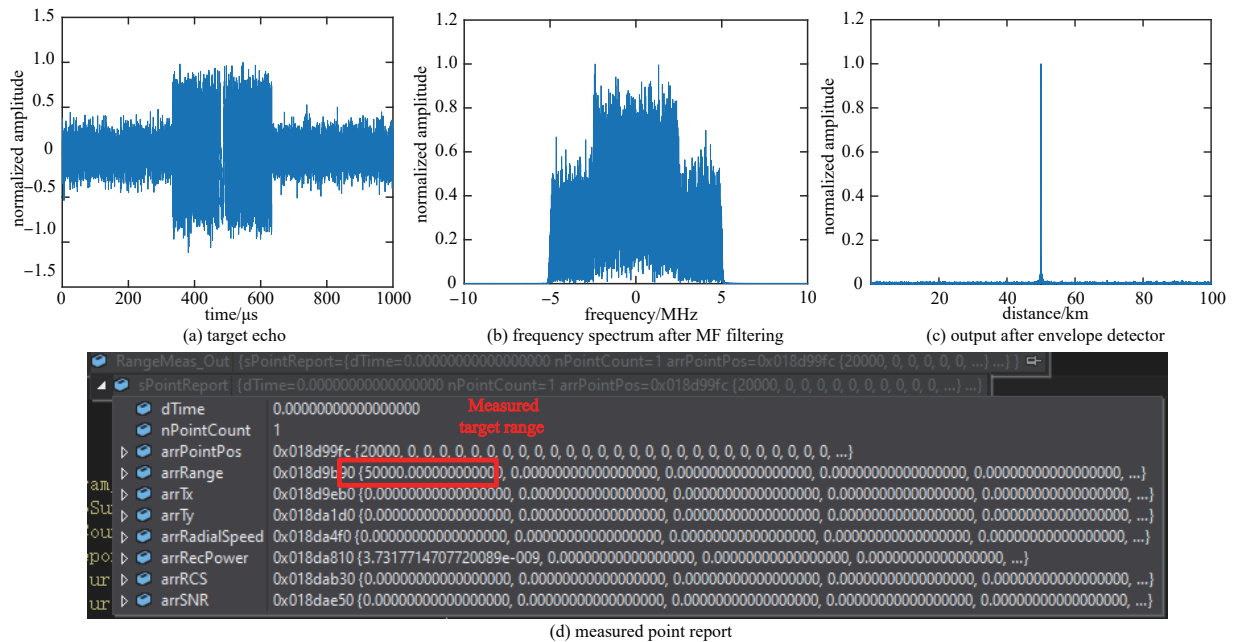 1.5
1.0
0.5
0
−0.5
−1.0
−1.5
normalized amplitude
0 200 400 600 800 1000
time/μs
(a) target echo
1.2
1.0
0.8
0.6
0.4
0.2
0
normalized amplitude
−10 −5 0 5 10
frequency/MHz
(b) frequency spectrum after MF filtering
1.2
1.0
0.8
0.6
0.4
0.2
0
normalized amplitude
20 40 60 80 100
distance/km
(c) output after envelope detector
RangeMeas_Out {sPointReport={dTime=0.00000000000000000 nPointCount=1 arrPointPos=0x018d99fc {20000, 0, 0, 0, 0, 0, ...} ...} }
sPointReport {dTime=0.00000000000000000 nPointCount=1 arrPointPos=0x018d99fc {20000, 0, 0, 0, 0, 0, 0, 0, 0, 0, ...} ...}
dTime 0.00000000000000000
Measured
target range
nPointCount 1
arrPointPos 0x018d99fc {20000, 0, 0, 0, 0, 0, 0, 0, 0, 0, 0, 0, 0, 0, 0, 0, 0, 0, 0, 0, 0, 0, 0, 0, 0, 0, 0, ...}
arrRange 0x018d9b90 {50000.000000000000, 0.00000000000000000, 0.00000000000000000, 0.00000000000000000, 0.00000000000000000, ...}
arrTx 0x018d9eb0 {0.00000000000000000, 0.00000000000000000, 0.00000000000000000, 0.00000000000000000, 0.00000000000000000, ...}
arrTy 0x018da1d0 {0.00000000000000000, 0.00000000000000000, 0.00000000000000000, 0.00000000000000000, 0.00000000000000000, ...}
arrRadialSpeed 0x018da4f0 {0.00000000000000000, 0.00000000000000000, 0.00000000000000000, 0.00000000000000000, 0.00000000000000000, ...}
arrRecPower 0x018da810 {3.7317714707720089e-009, 0.00000000000000000, 0.00000000000000000, 0.00000000000000000, ...}
arrRCS 0x018dab30 {0.00000000000000000, 0.00000000000000000, 0.00000000000000000, 0.00000000000000000, 0.00000000000000000, ...}
arrSNR 0x018dae50 {0.00000000000000000, 0.00000000000000000, 0.00000000000000000, 0.00000000000000000, 0.00000000000000000, ...}
(d) measured point report